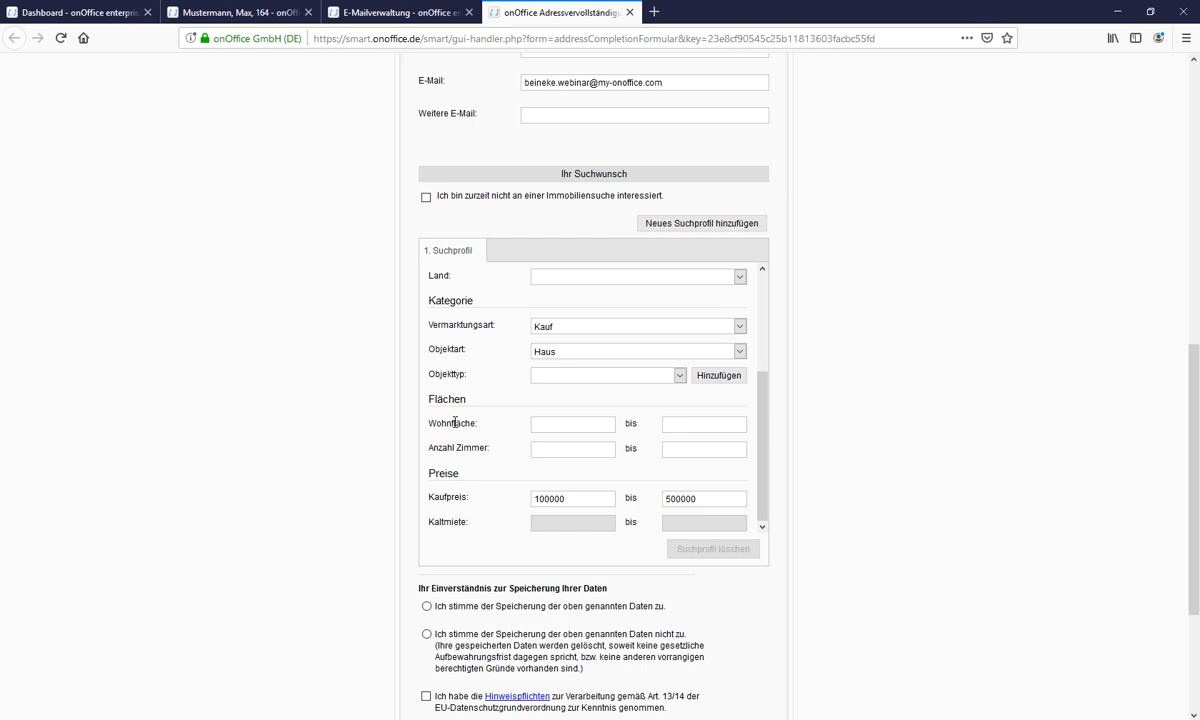 Dashboard - onOffice enterpris
Mustermann, Max, 164 - onOf
E-Mailverwaltung - onOffice e
onOffice Adressvervollständig
onOffice GmbH (DE)
https://smart.onoffice.de/smart/gui-handler.php?form=addressCompletionFormular&key=23e8cf90545c25b11813603facbc55fd
E-Mail:
beineke.webinar@my-onoffice.com
Weitere E-Mail:
Ihr Suchwunsch
Ich bin zurzeit nicht an einer Immobiliensuche interessiert.
Neues Suchprofil hinzufügen
1. Suchprofil
Land:
Kategorie
Vermarktungsart:
Kauf
Objektart:
Haus
Objekttyp:
Hinzufügen
Flächen
Wohnfläche:
bis
Anzahl Zimmer:
bis
Preise
Kaufpreis:
100000
bis
500000
Kaltmiete:
bis
Suchprofil löschen
Ihr Einverständnis zur Speicherung Ihrer Daten
Ich stimme der Speicherung der oben genannten Daten zu.
Ich stimme der Speicherung der oben genannten Daten nicht zu.
(Ihre gespeicherten Daten werden gelöscht, soweit keine gesetzliche
Aufbewahrungsfrist dagegen spricht, bzw. keine anderen vorrangigen
berechtigten Gründe vorhanden sind.)
Ich habe die Hinweispflichten zur Verarbeitung gemäß Art. 13/14 der
EU-Datenschutzgrundverordnung zur Kenntnis genommen.